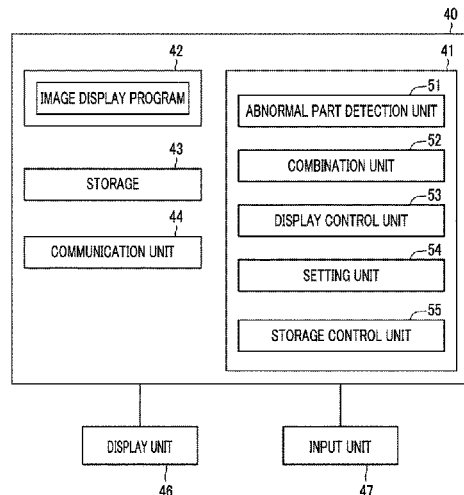 40
42
IMAGE DISPLAY PROGRAM
43
STORAGE
44
COMMUNICATION UNIT
41
51
ABNORMAL PART DETECTION UNIT
52
COMBINATION UNIT
53
DISPLAY CONTROL UNIT
54
SETTING UNIT
55
STORAGE CONTROL UNIT
DISPLAY UNIT
46
INPUT UNIT
47